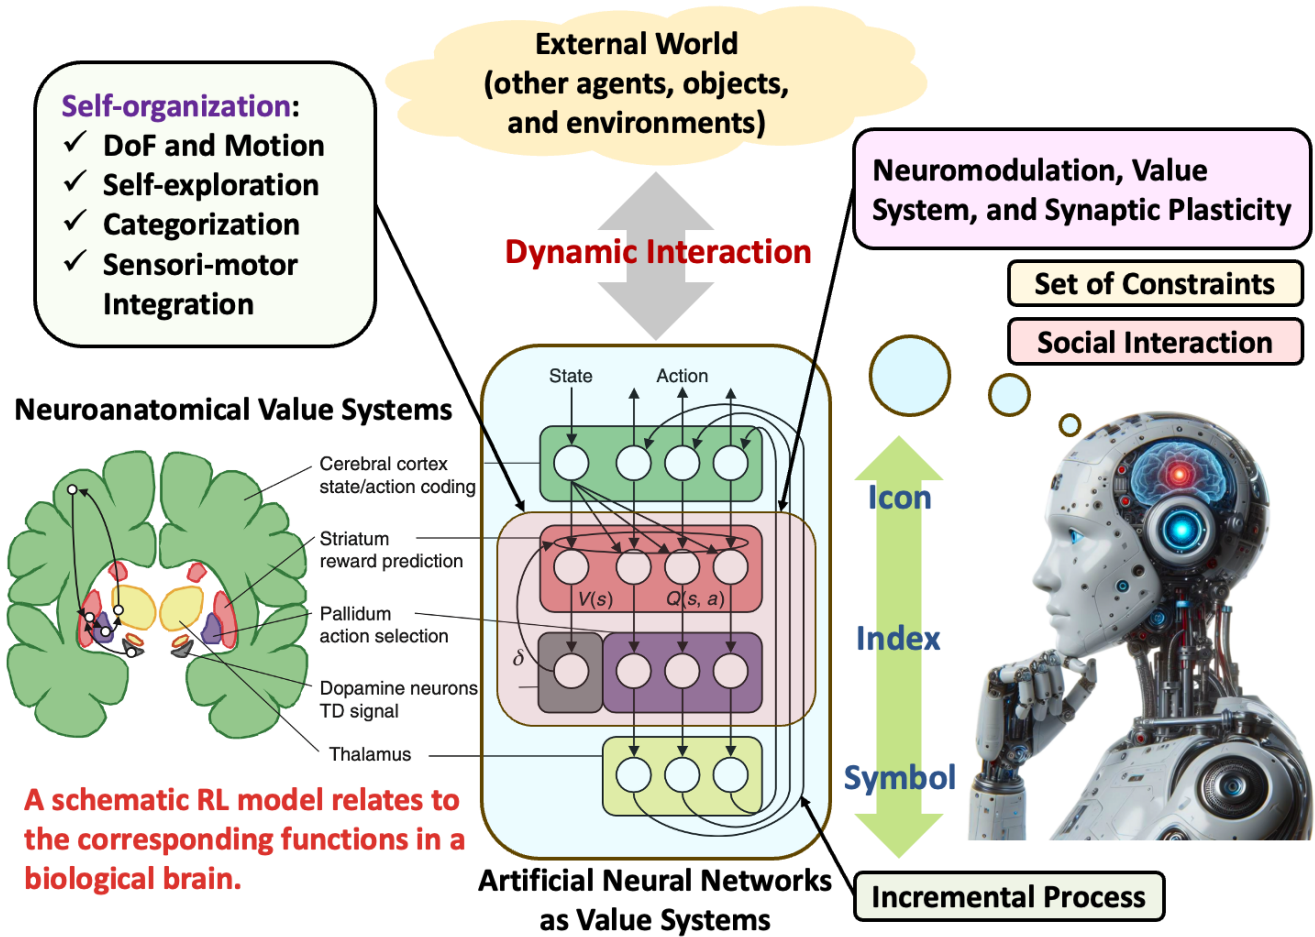 External World
(other agents, objects,
and environments)
Self-organization:
✓ DoF and Motion
✓ Self-exploration
✓ Categorization
✓ Sensori-motor
Integration
Neuromodulation, Value
System, and Synaptic Plasticity
Dynamic Interaction
Set of Constraints
Social Interaction
Neuroanatomical Value Systems
State
Action
Cerebral cortex
state/action coding
Striatum
reward prediction
Pallidum
action selection
Dopamine neurons
TD signal
Thalamus
V(s)
Q(s, a)
δ
Icon
Index
Symbol
A schematic RL model relates to
the corresponding functions in a
biological brain.
Artificial Neural Networks
as Value Systems
Incremental Process